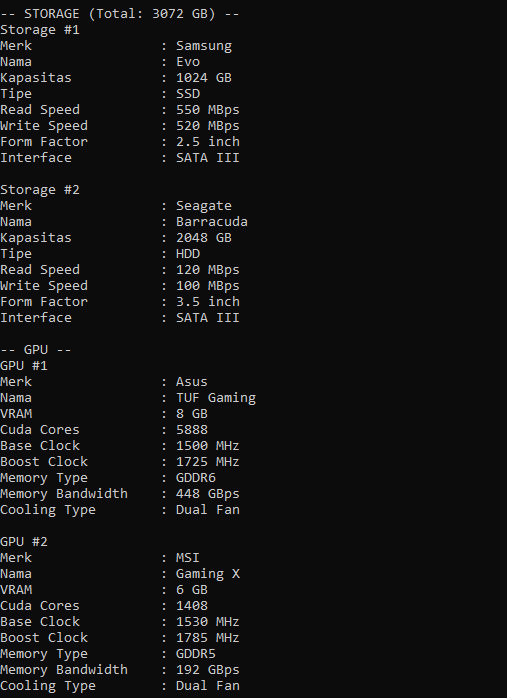 -- STORAGE (Total: 3072 GB) --
Storage #1
Merk : Samsung
Nama : Evo
Kapasitas : 1024 GB
Tipe : SSD
Read Speed : 550 MBps
Write Speed : 520 MBps
Form Factor : 2.5 inch
Interface : SATA III
Storage #2
Merk : Seagate
Nama : Barracuda
Kapasitas : 2048 GB
Tipe : HDD
Read Speed : 120 MBps
Write Speed : 100 MBps
Form Factor : 3.5 inch
Interface : SATA III
-- GPU --
GPU #1
Merk : Asus
Nama : TUF Gaming
VRAM : 8 GB
Cuda Cores : 5888
Base Clock : 1500 MHz
Boost Clock : 1725 MHz
Memory Type : GDDR6
Memory Bandwidth : 448 GBps
Cooling Type : Dual Fan
GPU #2
Merk : MSI
Nama : Gaming X
VRAM : 6 GB
Cuda Cores : 1408
Base Clock : 1530 MHz
Boost Clock : 1785 MHz
Memory Type : GDDR5
Memory Bandwidth : 192 GBps
Cooling Type : Dual Fan